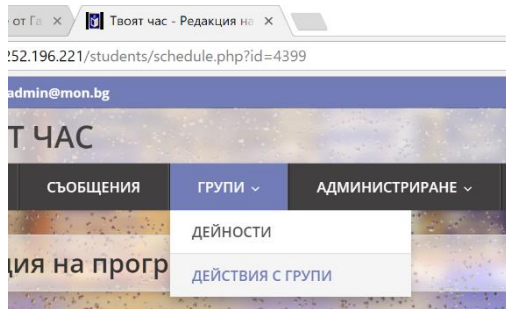 от Га
Твоят час - Редакция на
252.196.221/students/schedule.php?id=4399
admin@mon.bg
Т ЧАС
СЪОБЩЕНИЯ ГРУПИ АДМИНИСТРИРАНЕ
ДЕЙНОСТИ
ция на прогр
ДЕЙСТВИЯ С ГРУПИ